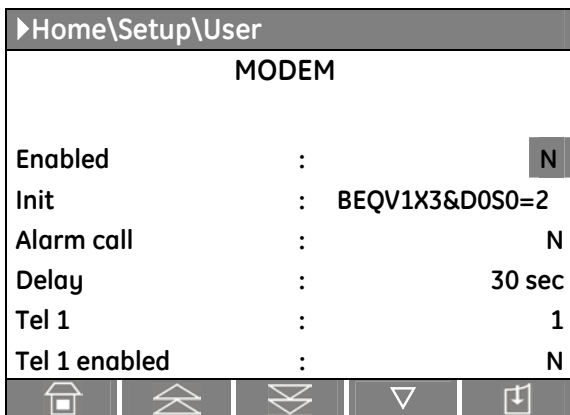 Home\Setup\User
MODEM
Enabled : N
Init : BEQV1X3&D0S0=2
Alarm call : N
Delay : 30 sec
Tel 1 : 1
Tel 1 enabled : N